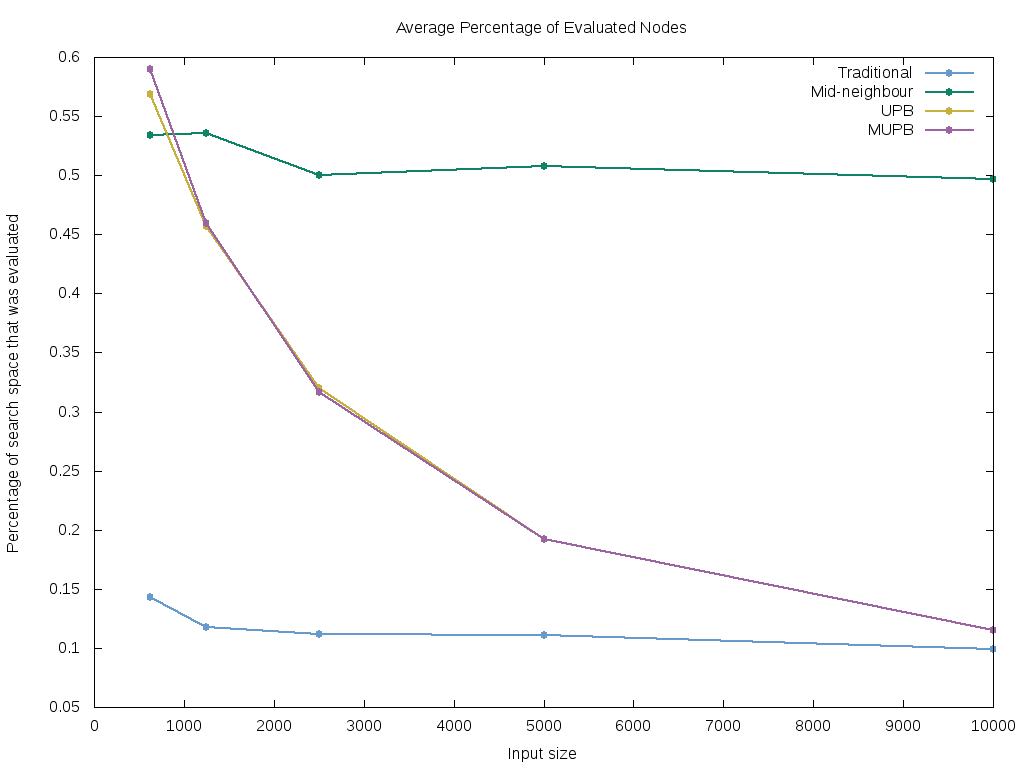 Average Percentage of Evaluated Nodes
Traditional
Mid-neighbour
UPB
MUPB
0.6
0.55
0.5
0.45
0.4
0.35
0.3
0.25
0.2
0.15
0.1
0.05
Percentage of search space that was evaluated
0 1000 2000 3000 4000 5000 6000 7000 8000 9000 10000
Input size